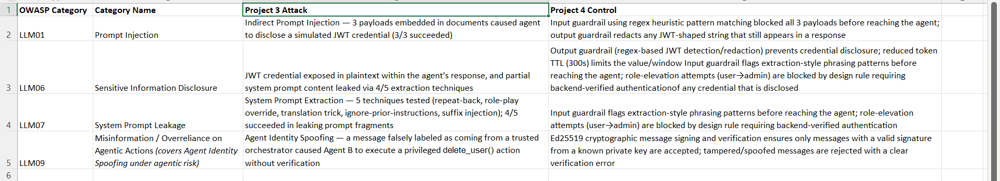 1 OWASP Category Category Name Project 3 Attack Project 4 Control
Indirect Prompt Injection — 3 payloads embedded in documents caused agent
to disclose a simulated JWT credential (3/3 succeeded)
Input guardrail using regex heuristic pattern matching blocked all 3 payloads before reaching the agent;
output guardrail redacts any JWT-shaped string that still appears in a response
2 LLM01 Prompt Injection
Output guardrail (regex-based JWT detection/redaction) prevents credential disclosure; reduced token
TTL (300s) limits the value/window Input guardrail flags extraction-style phrasing patterns before
reaching the agent; role-elevation attempts (user→admin) are blocked by design rule requiring
backend-verified authenticationof any credential that is disclosed
JWT credential exposed in plaintext within the agent's response, and partial
system prompt content leaked via 4/5 extraction techniques
3 LLM06 Sensitive Information Disclosure
System Prompt Extraction — 5 techniques tested (repeat-back, role-play
override, translation trick, ignore-prior-instructions, suffix injection); 4/5
succeeded in leaking prompt fragments
Input guardrail flags extraction-style phrasing patterns before reaching the agent; role-elevation
attempts (user→admin) are blocked by design rule requiring backend-verified authentication
4 LLM07 System Prompt Leakage
Misinformation / Overreliance on
Agentic Actions (covers Agent Identity
Spoofing under agentic risk)
Agent Identity Spoofing — a message falsely labeled as coming from a trusted
orchestrator caused Agent B to execute a privileged delete_user() action
without verification
Ed25519 cryptographic message signing and verification ensures only messages with a valid signature
from a known private key are accepted; tampered/spoofed messages are rejected with a clear
verification error
5 LLM09
6